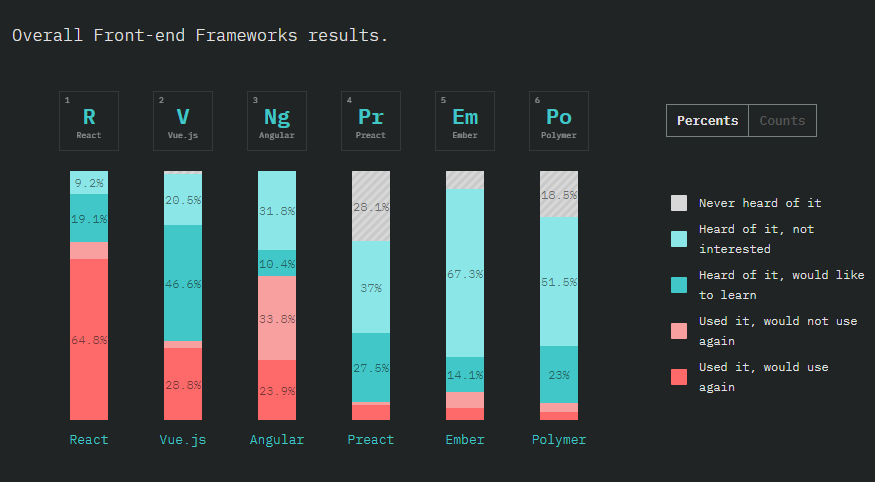 Overall Front-end Frameworks results.
1
R
React
2
V
Vue.js
3
Ng
Angular
4
Pr
Preact
5
Em
Ember
6
Po
Polymer
Percents
Counts
9.2%
19.1%
64.8%
20.5%
46.6%
28.8%
31.8%
10.4%
33.8%
23.9%
28.1%
37%
27.5%
67.3%
14.1%
18.5%
51.5%
23%
React
Vue.js
Angular
Preact
Ember
Polymer
Never heard of it
Heard of it, not
interested
Heard of it, would like
to learn
Used it, would not use
again
Used it, would use
again